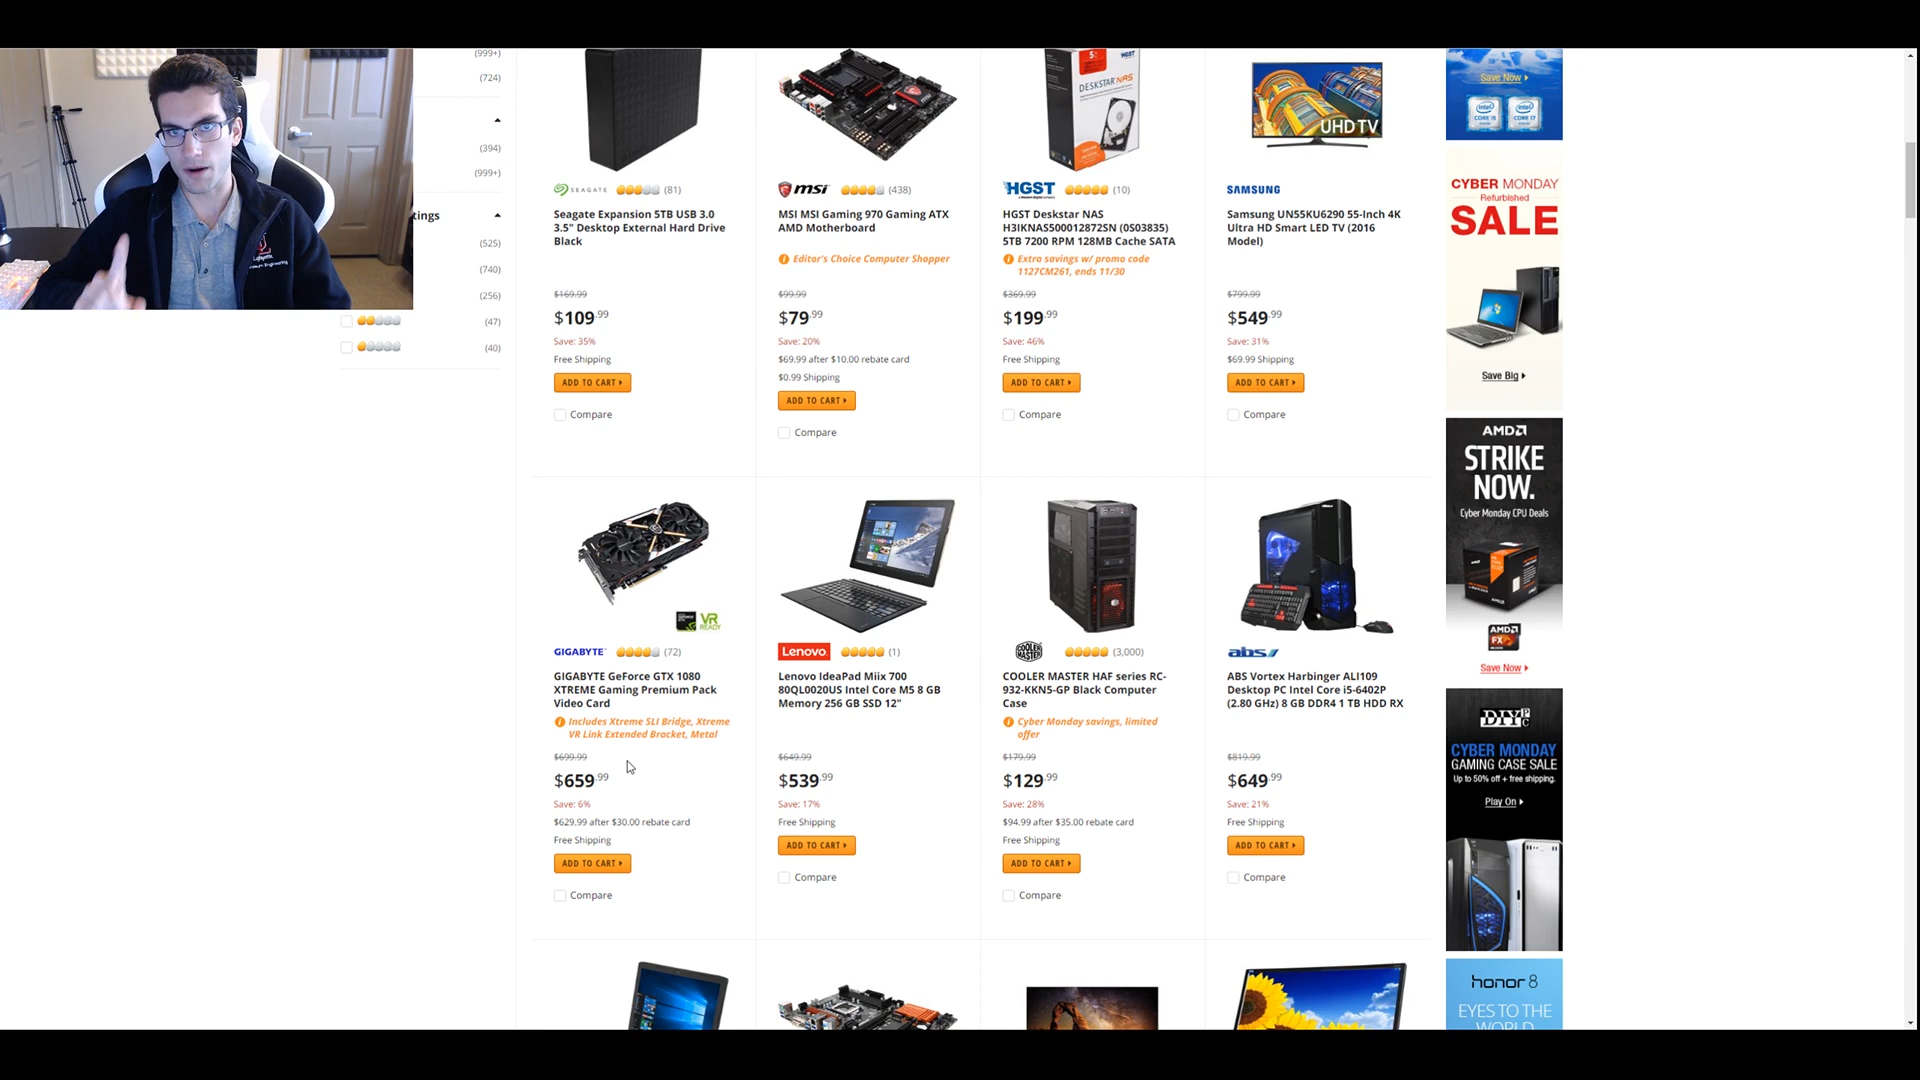 (999+)
(724)
(394)
(999+)
tings
(525)
(740)
(256)
(47)
(40)
SEAGATE (81)
Seagate Expansion 5TB USB 3.0
3.5" Desktop External Hard Drive
Black
$169.99
$109.99
Save: 35%
Free Shipping
ADD TO CART
Compare
msi (438)
MSI MSI Gaming 970 Gaming ATX
AMD Motherboard
Editor's Choice Computer Shopper
$99.99
$79.99
Save: 20%
$69.99 after $10.00 rebate card
$0.99 Shipping
ADD TO CART
Compare
HGST
DESKSTAR NAS
HGST (10)
HGST Deskstar NAS
H3IKNAS500012872SN (0S03835)
5TB 7200 RPM 128MB Cache SATA
Extra savings w/ promo code
1127CM261, ends 11/30
$369.99
$199.99
Save: 46%
Free Shipping
ADD TO CART
Compare
UHD TV
SAMSUNG
Samsung UN55KU6290 55-Inch 4K
Ultra HD Smart LED TV (2016
Model)
$799.99
$549.99
Save: 31%
$69.99 Shipping
ADD TO CART
Compare
VR
READY
GIGABYTE (72)
GIGABYTE GeForce GTX 1080
XTREME Gaming Premium Pack
Video Card
Includes Xtreme SLI Bridge, Xtreme
VR Link Extended Bracket, Metal
$699.99
$659.99
Save: 6%
$629.99 after $30.00 rebate card
Free Shipping
ADD TO CART
Compare
Lenovo (1)
Lenovo IdeaPad Miix 700
80QL0020US Intel Core M5 8 GB
Memory 256 GB SSD 12"
$649.99
$539.99
Save: 17%
Free Shipping
ADD TO CART
Compare
COOLER
MASTER (3,000)
COOLER MASTER HAF series RC-
932-KKN5-GP Black Computer
Case
Cyber Monday savings, limited
offer
$179.99
$129.99
Save: 28%
$94.99 after $35.00 rebate card
Free Shipping
ADD TO CART
Compare
abs
ABS Vortex Harbinger ALI109
Desktop PC Intel Core i5-6402P
(2.80 GHz) 8 GB DDR4 1 TB HDD RX
$819.99
$649.99
Save: 21%
Free Shipping
ADD TO CART
Compare
Save Now
CORE i5 CORE i7
CYBER MONDAY
Refurbished
SALE
Save Big
AMD
STRIKE
NOW.
Cyber Monday CPU Deals
AMD
FX
Save Now
DIYPC
CYBER MONDAY
GAMING CASE SALE
Up to 50% off + free shipping.
Play On
honor 8
EYES TO THE
WORLD